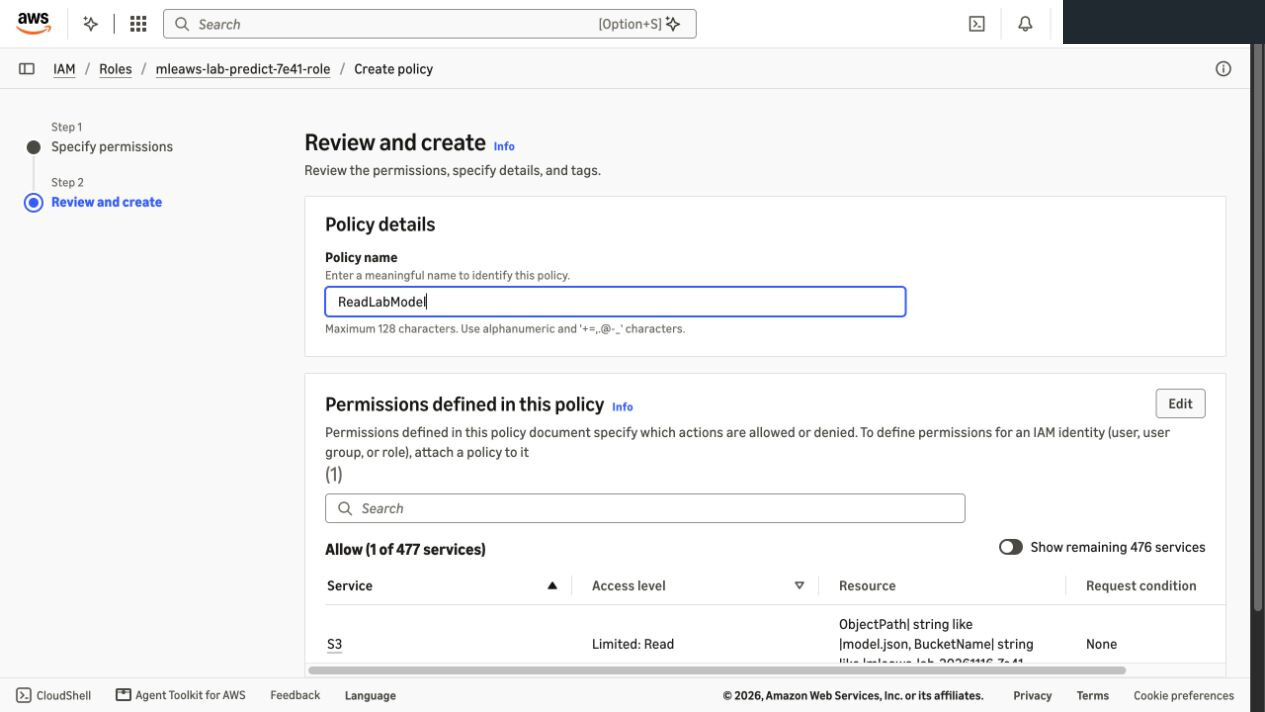 aws
Search
[Option+S]
IAM / Roles / mleaws-lab-predict-7e41-role / Create policy
Step 1
Specify permissions
Step 2
Review and create
Review and create Info
Review the permissions, specify details, and tags.
Policy details
Policy name
Enter a meaningful name to identify this policy.
ReadLabModel
Maximum 128 characters. Use alphanumeric and '+=,.@-_' characters.
Permissions defined in this policy Info
Edit
Permissions defined in this policy document specify which actions are allowed or denied. To define permissions for an IAM identity (user, user
group, or role), attach a policy to it
(1)
Search
Allow (1 of 477 services)
Show remaining 476 services
Service Access level Resource Request condition
ObjectPath| string like
S3 Limited: Read |model.json, BucketName| string None
CloudShell Agent Toolkit for AWS Feedback Language © 2026, Amazon Web Services, Inc. or its affiliates. Privacy Terms Cookie preferences